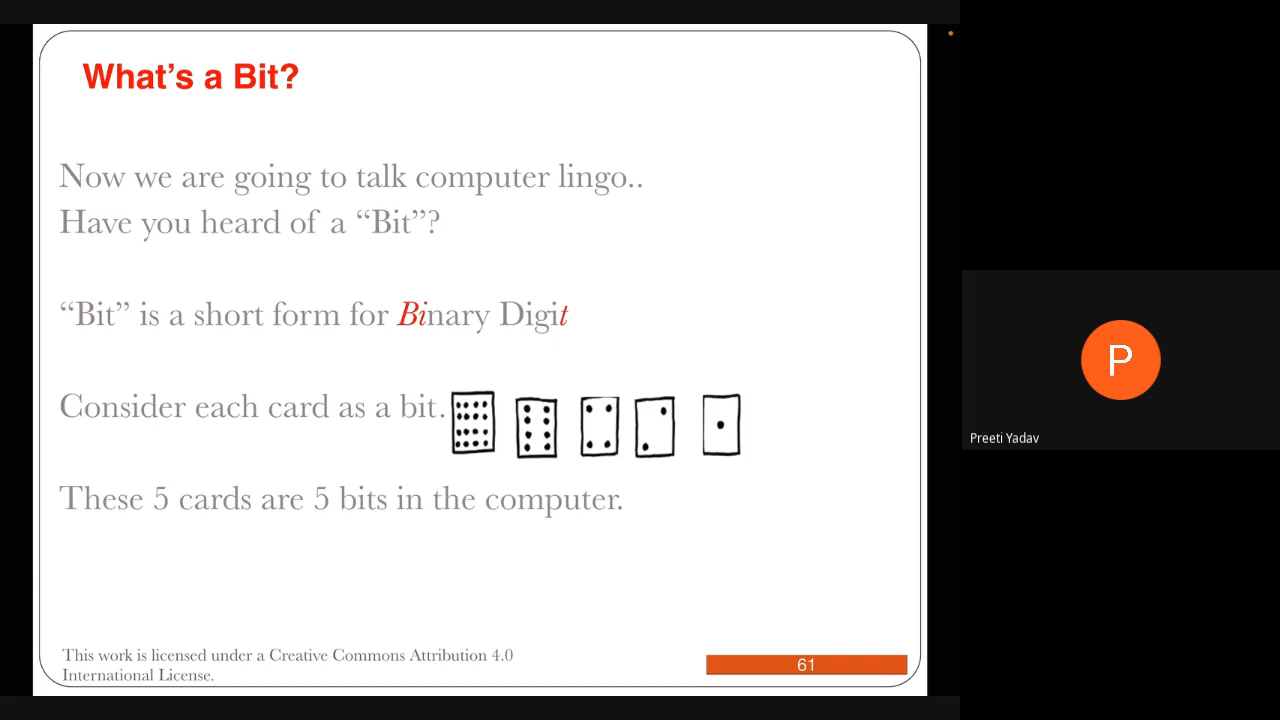 What’s a Bit?
Now we are going to talk computer lingo..
Have you heard of a “Bit”?
“Bit” is a short form for Binary Digit
Consider each card as a bit.
These 5 cards are 5 bits in the computer.
This work is licensed under a Creative Commons Attribution 4.0
International License.
61
P
Preeti Yadav